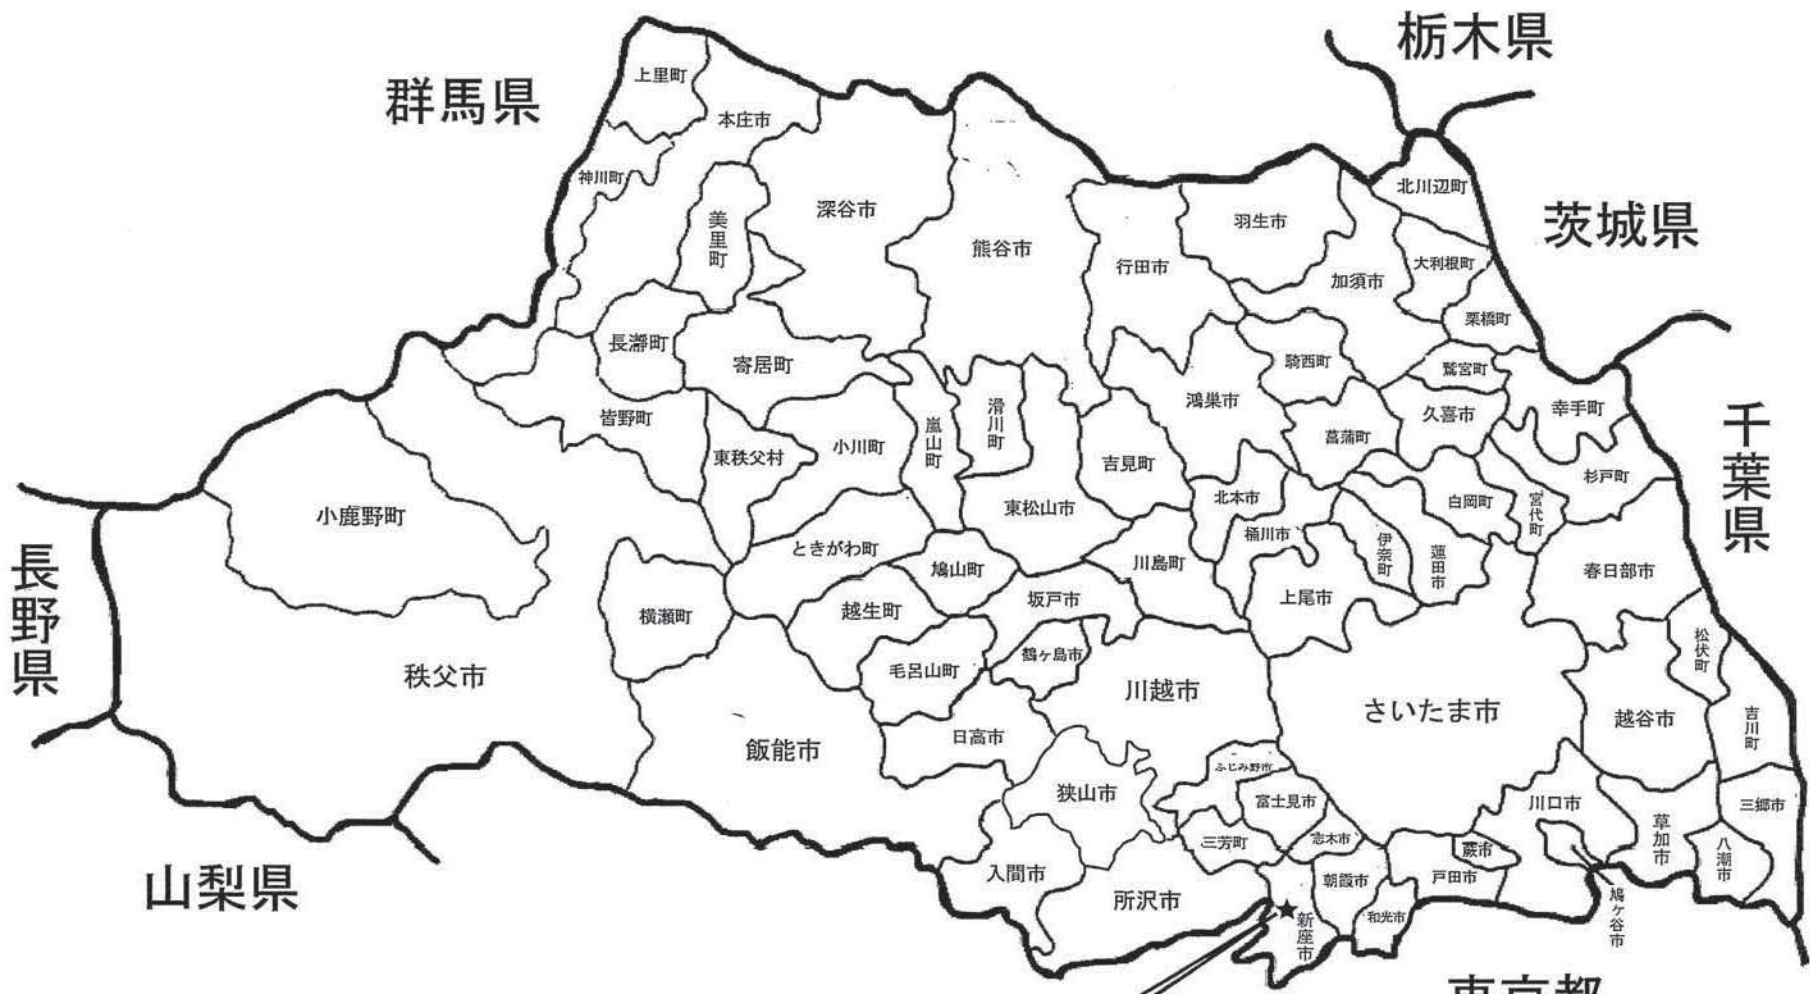 栃木県
群馬県
上里町
本庄市
神川町
北川辺町
深谷市
美里町
羽生市
茨城県
熊谷市
行田市
大利根町
加須市
栗橋町
長瀞町
寄居町
騎西町
鷲宮町
鴻巣市
久喜市
幸手町
皆野町
滑川町
嵐山町
小川町
東秩父村
吉見町
菖蒲町
千葉県
杉戸町
小鹿野町
東松山市
北本市
白岡町
宮代町
桶川市
ときがわ町
鳩山町
川島町
伊奈町
蓮田市
春日部市
長野県
横瀬町
越生町
坂戸市
上尾市
松伏町
鶴ヶ島市
毛呂山町
秩父市
川越市
さいたま市
越谷市
吉川町
日高市
飯能市
ふじみ野市
狭山市
富士見市
川口市
三郷市
三芳町
志木市
草加市
蕨市
八潮市
山梨県
入間市
所沢市
朝霞市
戸田市
和光市
★
新座市
鳩ヶ谷市
東京都